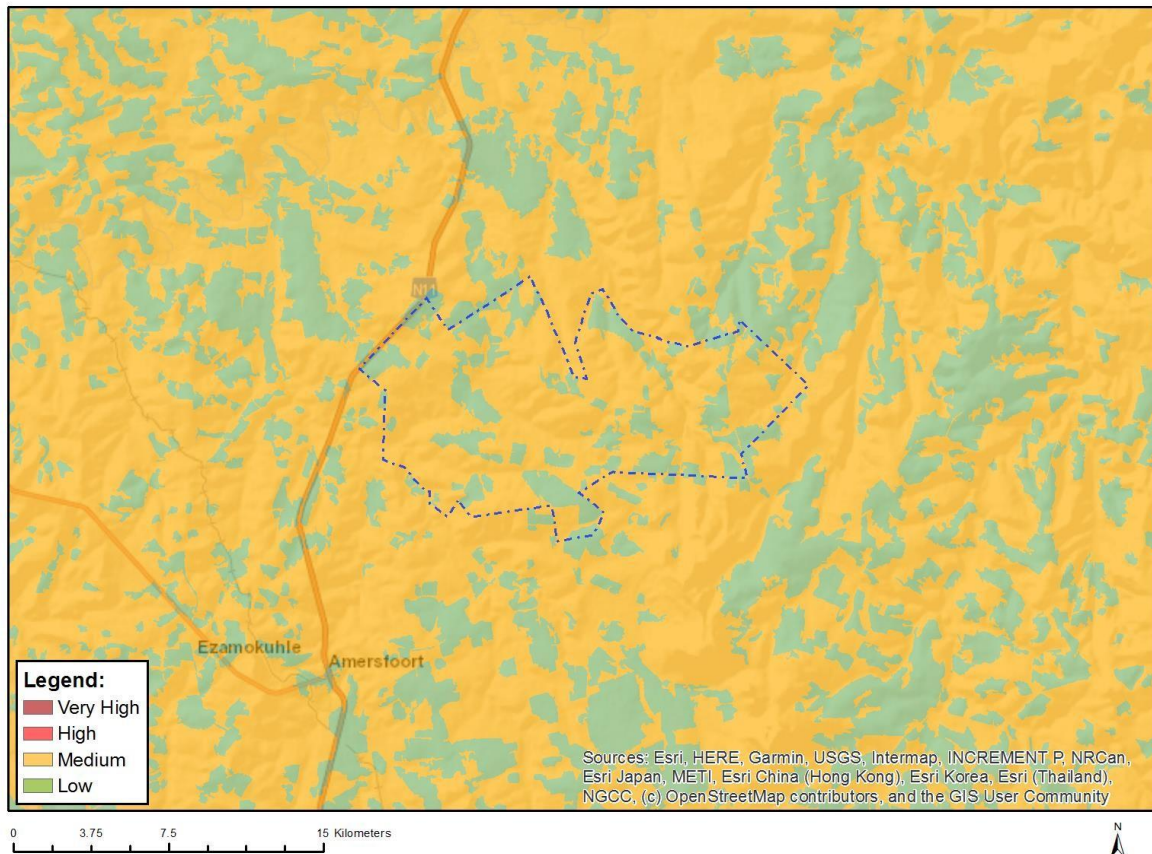 N11
Ezamokuhle
Amersfoort
Legend:
Very High
High
Medium
Low
Sources: Esri, HERE, Garmin, USGS, Intermap, INCREMENT P, NRCan,
Esri Japan, METI, Esri China (Hong Kong), Esri Korea, Esri (Thailand),
NGCC, (c) OpenStreetMap contributors, and the GIS User Community
0 3.75 7.5 15 Kilometers
N